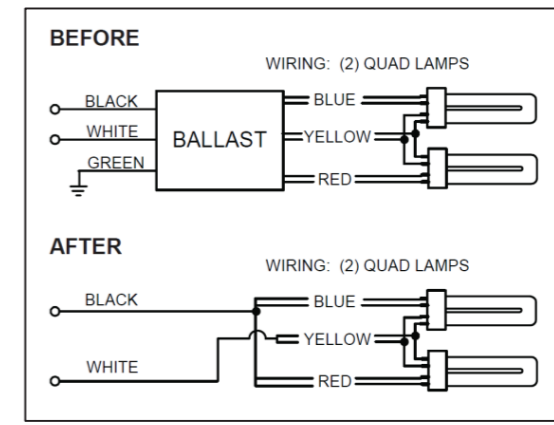 BEFORE
WIRING: (2) QUAD LAMPS
BLACK
BLUE
WHITE
BALLAST
YELLOW
GREEN
RED
AFTER
WIRING: (2) QUAD LAMPS
BLACK
BLUE
YELLOW
WHITE
RED